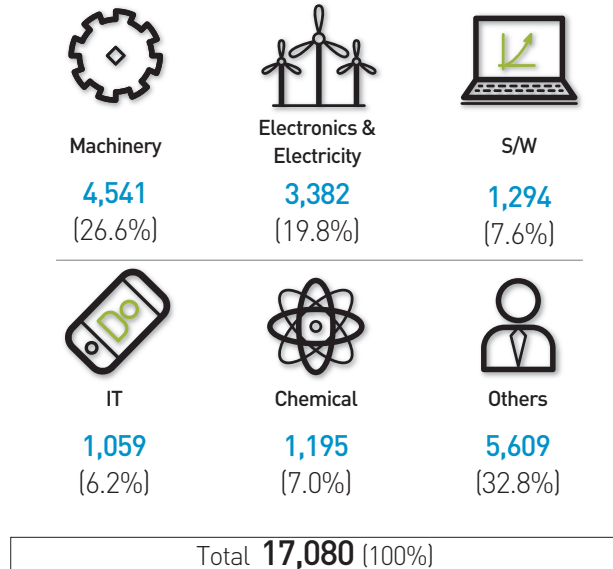 Machinery
Electronics &
Electricity
S/W
4,541
3,382
1,294
(26.6%)
(19.8%)
(7.6%)
Do
IT
Chemical
Others
1,059
1,195
5,609
(6.2%)
(7.0%)
(32.8%)
Total 17,080 (100%)